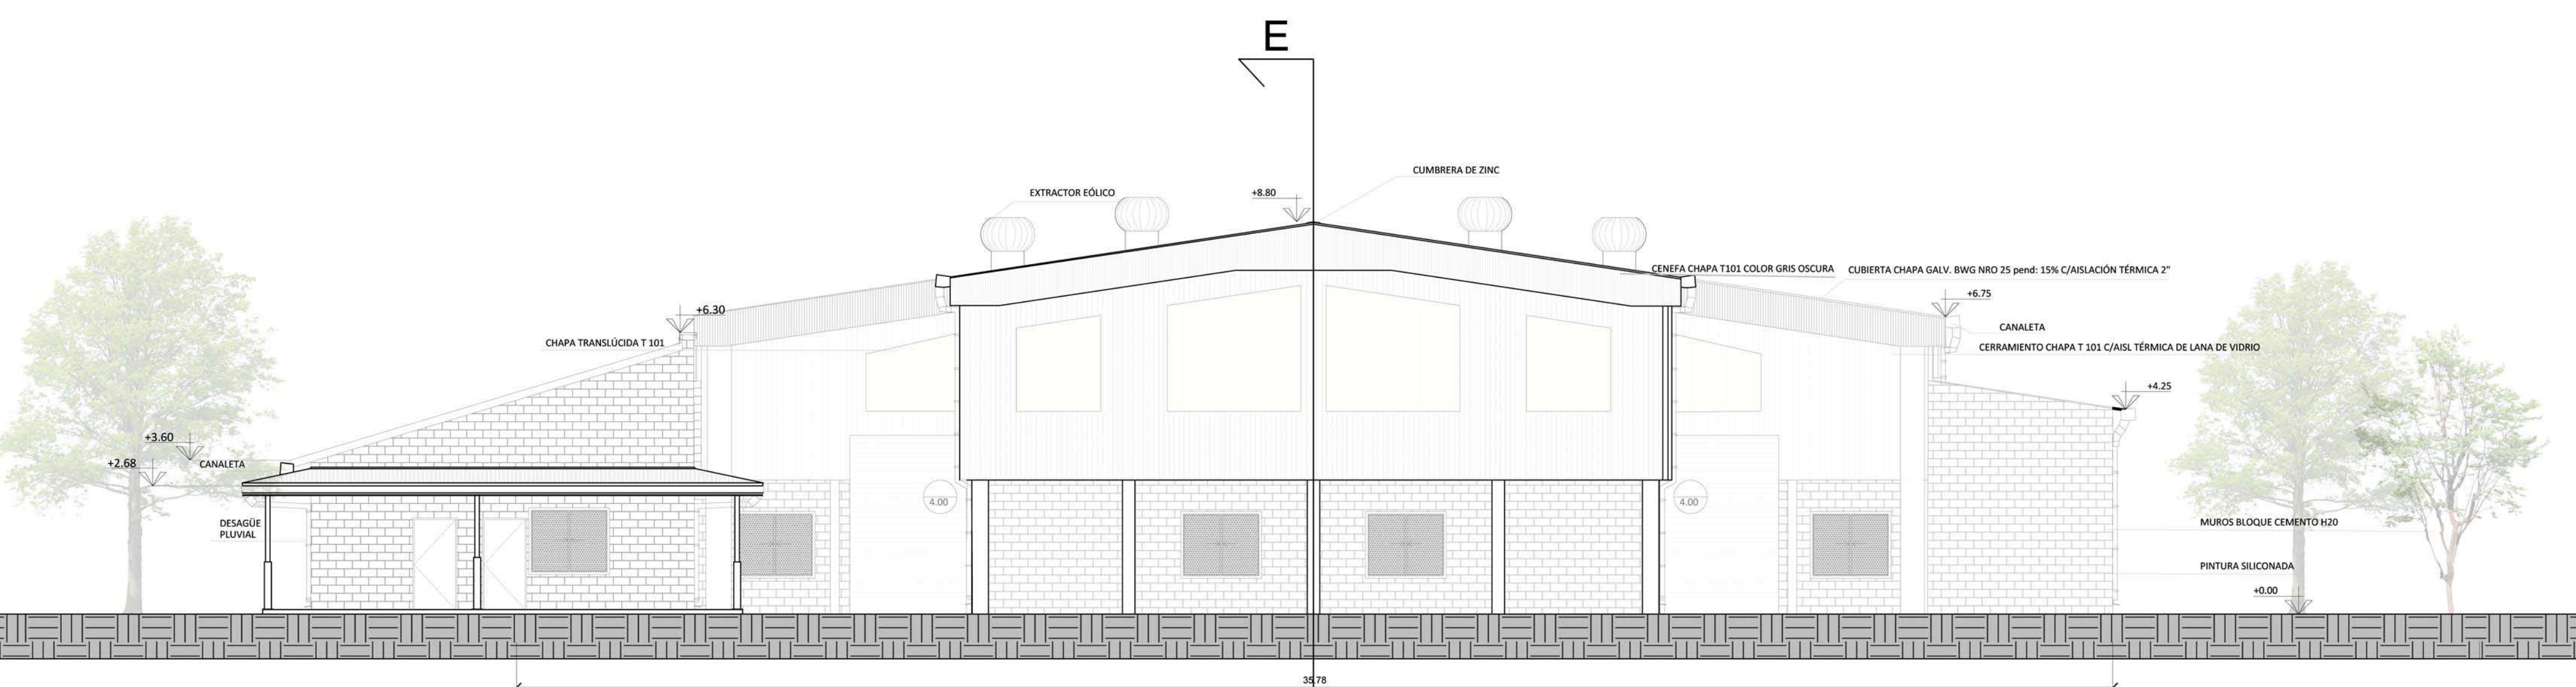 E
CUMBRERA DE ZINC
EXTRACTOR EÓLICO
+8.80
CENEFA CHAPA T101 COLOR GRIS OSCURA
CUBIERTA CHAPA GALV. BWG NRO 25 pend: 15% C/AISLACIÓN TÉRMICA 2"
+6.75
+6.30
CANALETA
CHAPA TRANSLÚCIDA T 101
CERRAMIENTO CHAPA T 101 C/AISL TÉRMICA DE LANA DE VIDRIO
+4.25
+3.60
+2.68
CANALETA
4.00
4.00
DESAGÜE
PLUVIAL
MUROS BLOQUE CEMENTO H20
PINTURA SILICONADA
+0.00
35.78